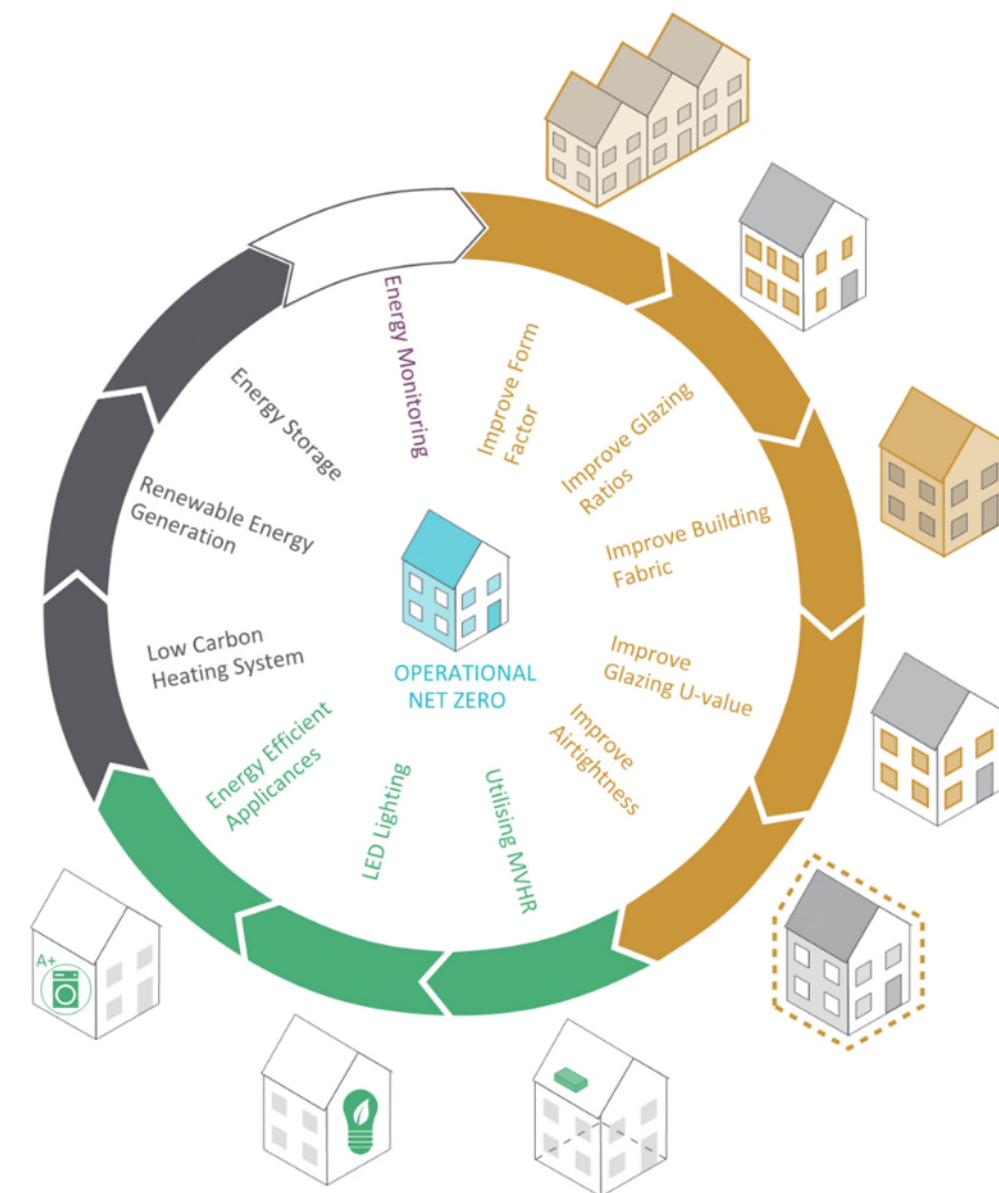 Energy Monitoring
Improve Form
Factor
Improve Glazing
Ratios
Improve Building
Fabric
Improve
Glazing U-value
Improve
Airtightness
Utilising MVHR
LED Lighting
Energy Efficient
Applicances
Low Carbon
Heating System
Renewable Energy
Generation
Energy Storage
OPERATIONAL
NET ZERO
A+